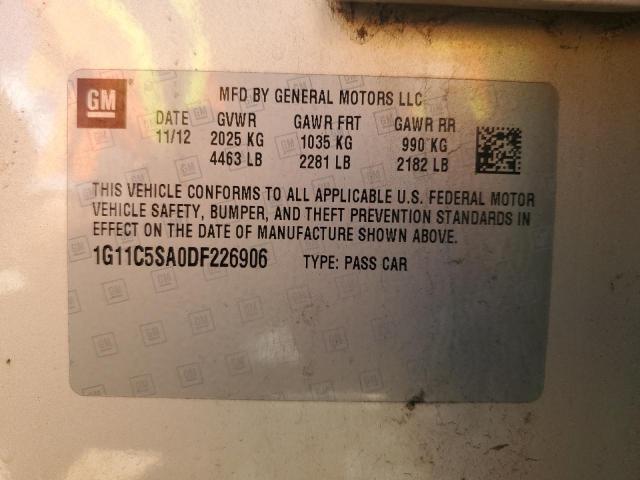 GM
MFD BY GENERAL MOTORS LLC
DATE GVWR GAWR FRT GAWR RR
11/12 2025 KG 1035 KG 990 KG
4463 LB 2281 LB 2182 LB
THIS VEHICLE CONFORMS TO ALL APPLICABLE U.S. FEDERAL MOTOR
VEHICLE SAFETY, BUMPER, AND THEFT PREVENTION STANDARDS IN
EFFECT ON THE DATE OF MANUFACTURE SHOWN ABOVE.
1G11C5SA0DF226906 TYPE: PASS CAR